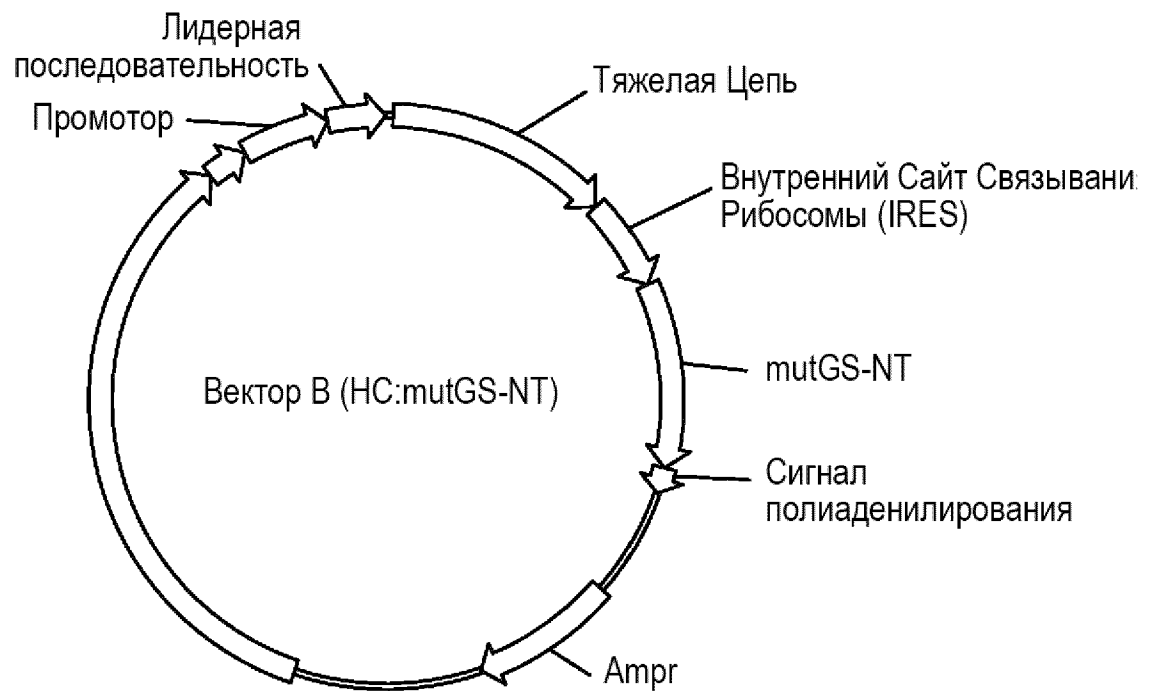 Лидерная
последовательность
Промотор
Тяжелая Цепь
Внутренний Сайт Связывани
Рибосомы (IRES)
mutGS-NT
Вектор B (HC:mutGS-NT)
Сигнал
полиаденилирования
Ampr